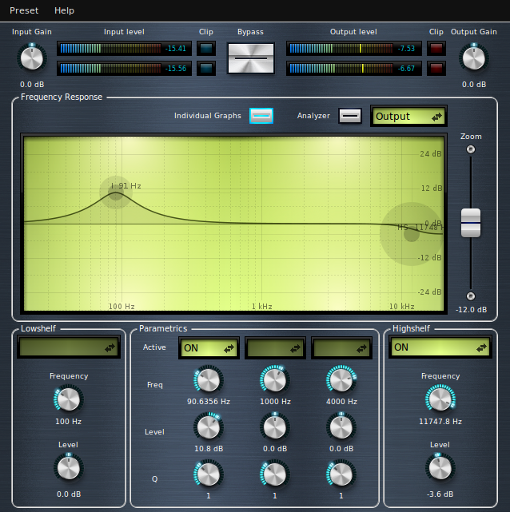 Preset Help
Input Gain Input level Clip Bypass Output level Clip Output Gain
-15.41 -7.53
-15.56 -6.67
0.0 dB 0.0 dB
Frequency Response
Individual Graphs Analyzer Output
Zoom
24 dB
1 91 Hz 12 dB
0 dB
HS 11748 H
-12 dB
-24 dB
100 Hz 1 kHz 10 kHz
-12.0 dB
Lowshelf Parametrics Highshelf
Active ON ON
Frequency Frequency
Freq
90.6356 Hz 1000 Hz 4000 Hz
100 Hz 11747.8 Hz
Level Level Level
10.8 dB 0.0 dB 0.0 dB
Q
0.0 dB 1 1 1 -3.6 dB